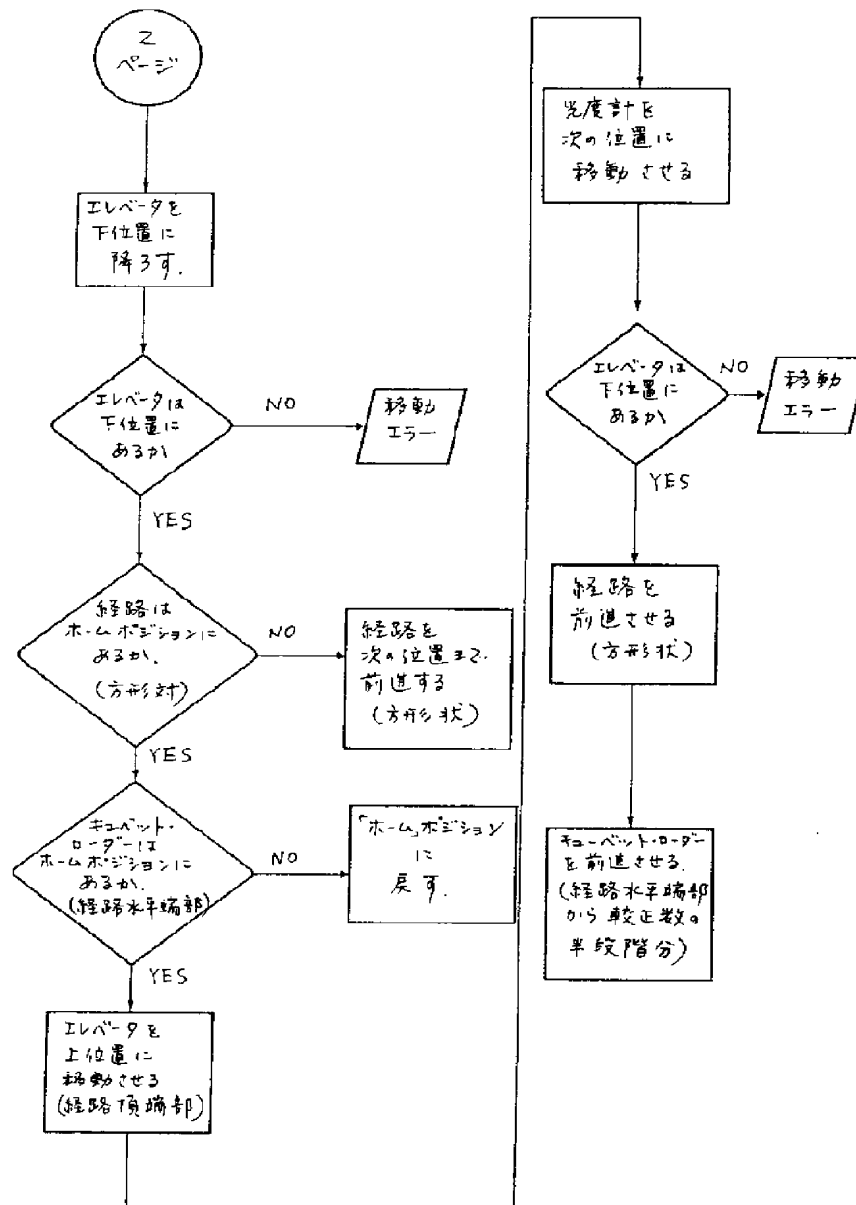 2
ページ
エレベータを
下位置に
降ろす.
エレベータは
下位置に
あるか
NO
移動
エラー
YES
経路は
ホームポジションに
あるか.
(方形対)
NO
経路を
次の位置まで
前進する
(方形状)
YES
キュベット・
ローダーは
ホームポジションに
あるか.
(経路水平端部)
NO
「ホーム」ポジション
に
戻す.
YES
エレベータを
上位置に
移動させる
(経路頂端部)
光度計を
次の位置に
移動させる
エレベータは
下位置に
あるか
NO
移動
エラー
YES
経路を
前進させる
(方形状)
キューベット・ローダー
を前進させる.
(経路水平端部
から較正数の
半段階分)